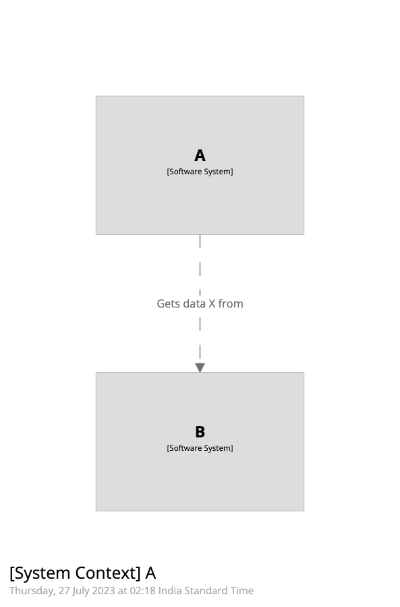 A
[Software System]
Gets data X from
B
[Software System]
[System Context] A
Thursday, 27 July 2023 at 02:18 India Standard Time